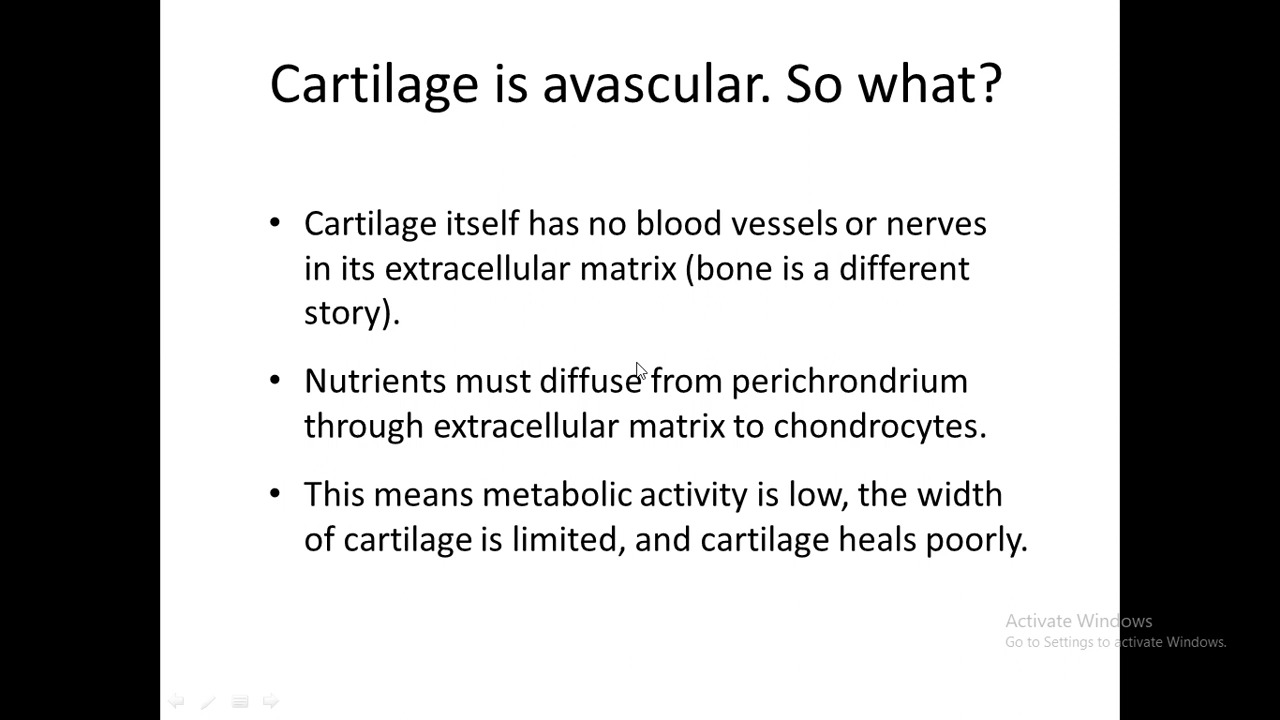 Cartilage is avascular. So what?
• Cartilage itself has no blood vessels or nerves
in its extracellular matrix (bone is a different
story).
• Nutrients must diffuse from perichrondrium
through extracellular matrix to chondrocytes.
• This means metabolic activity is low, the width
of cartilage is limited, and cartilage heals poorly.
Activate Windows
Go to Settings to activate Windows.